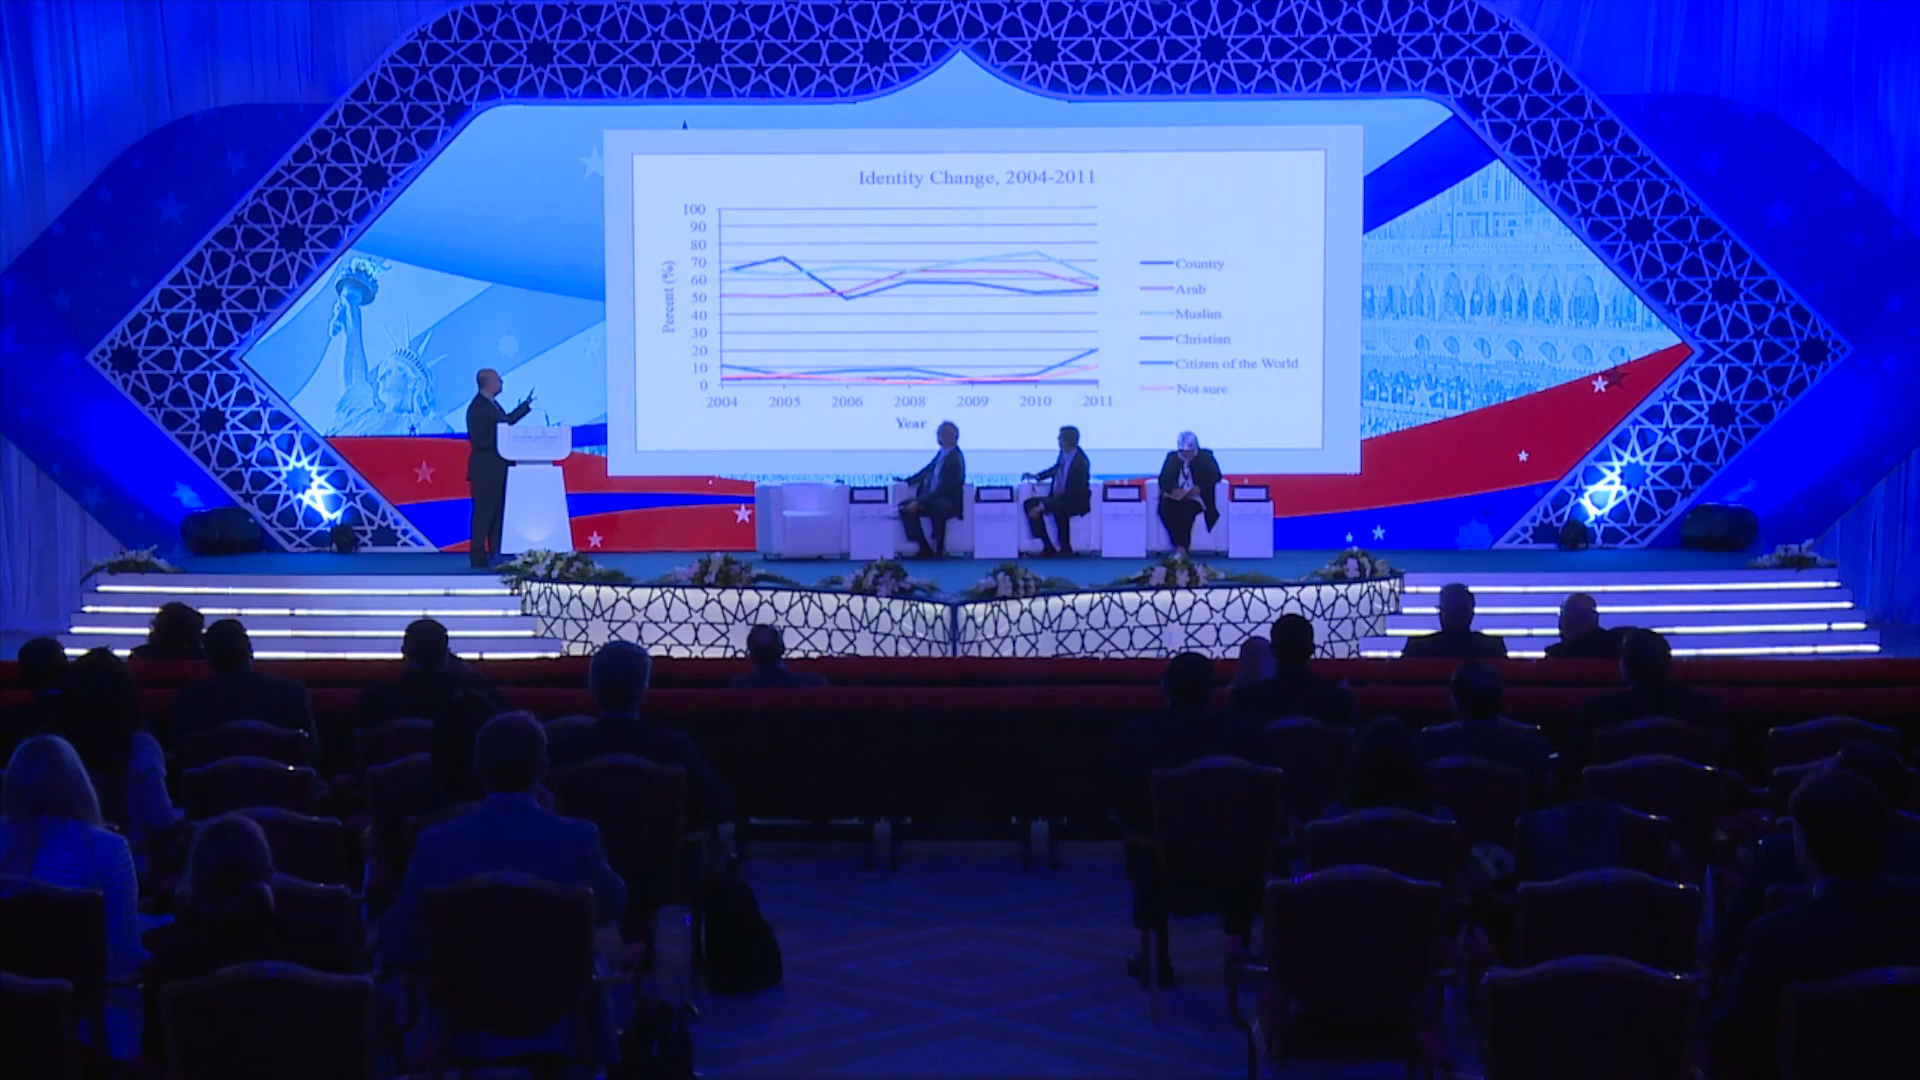 Identity Change, 2004-2011
100
90
80
70
60
50
40
30
20
10
0
Percent (%)
2004 2005 2006 2008 2009 2010 2011
Year
Country
Arab
Muslim
Christian
Citizen of the World
Not sure